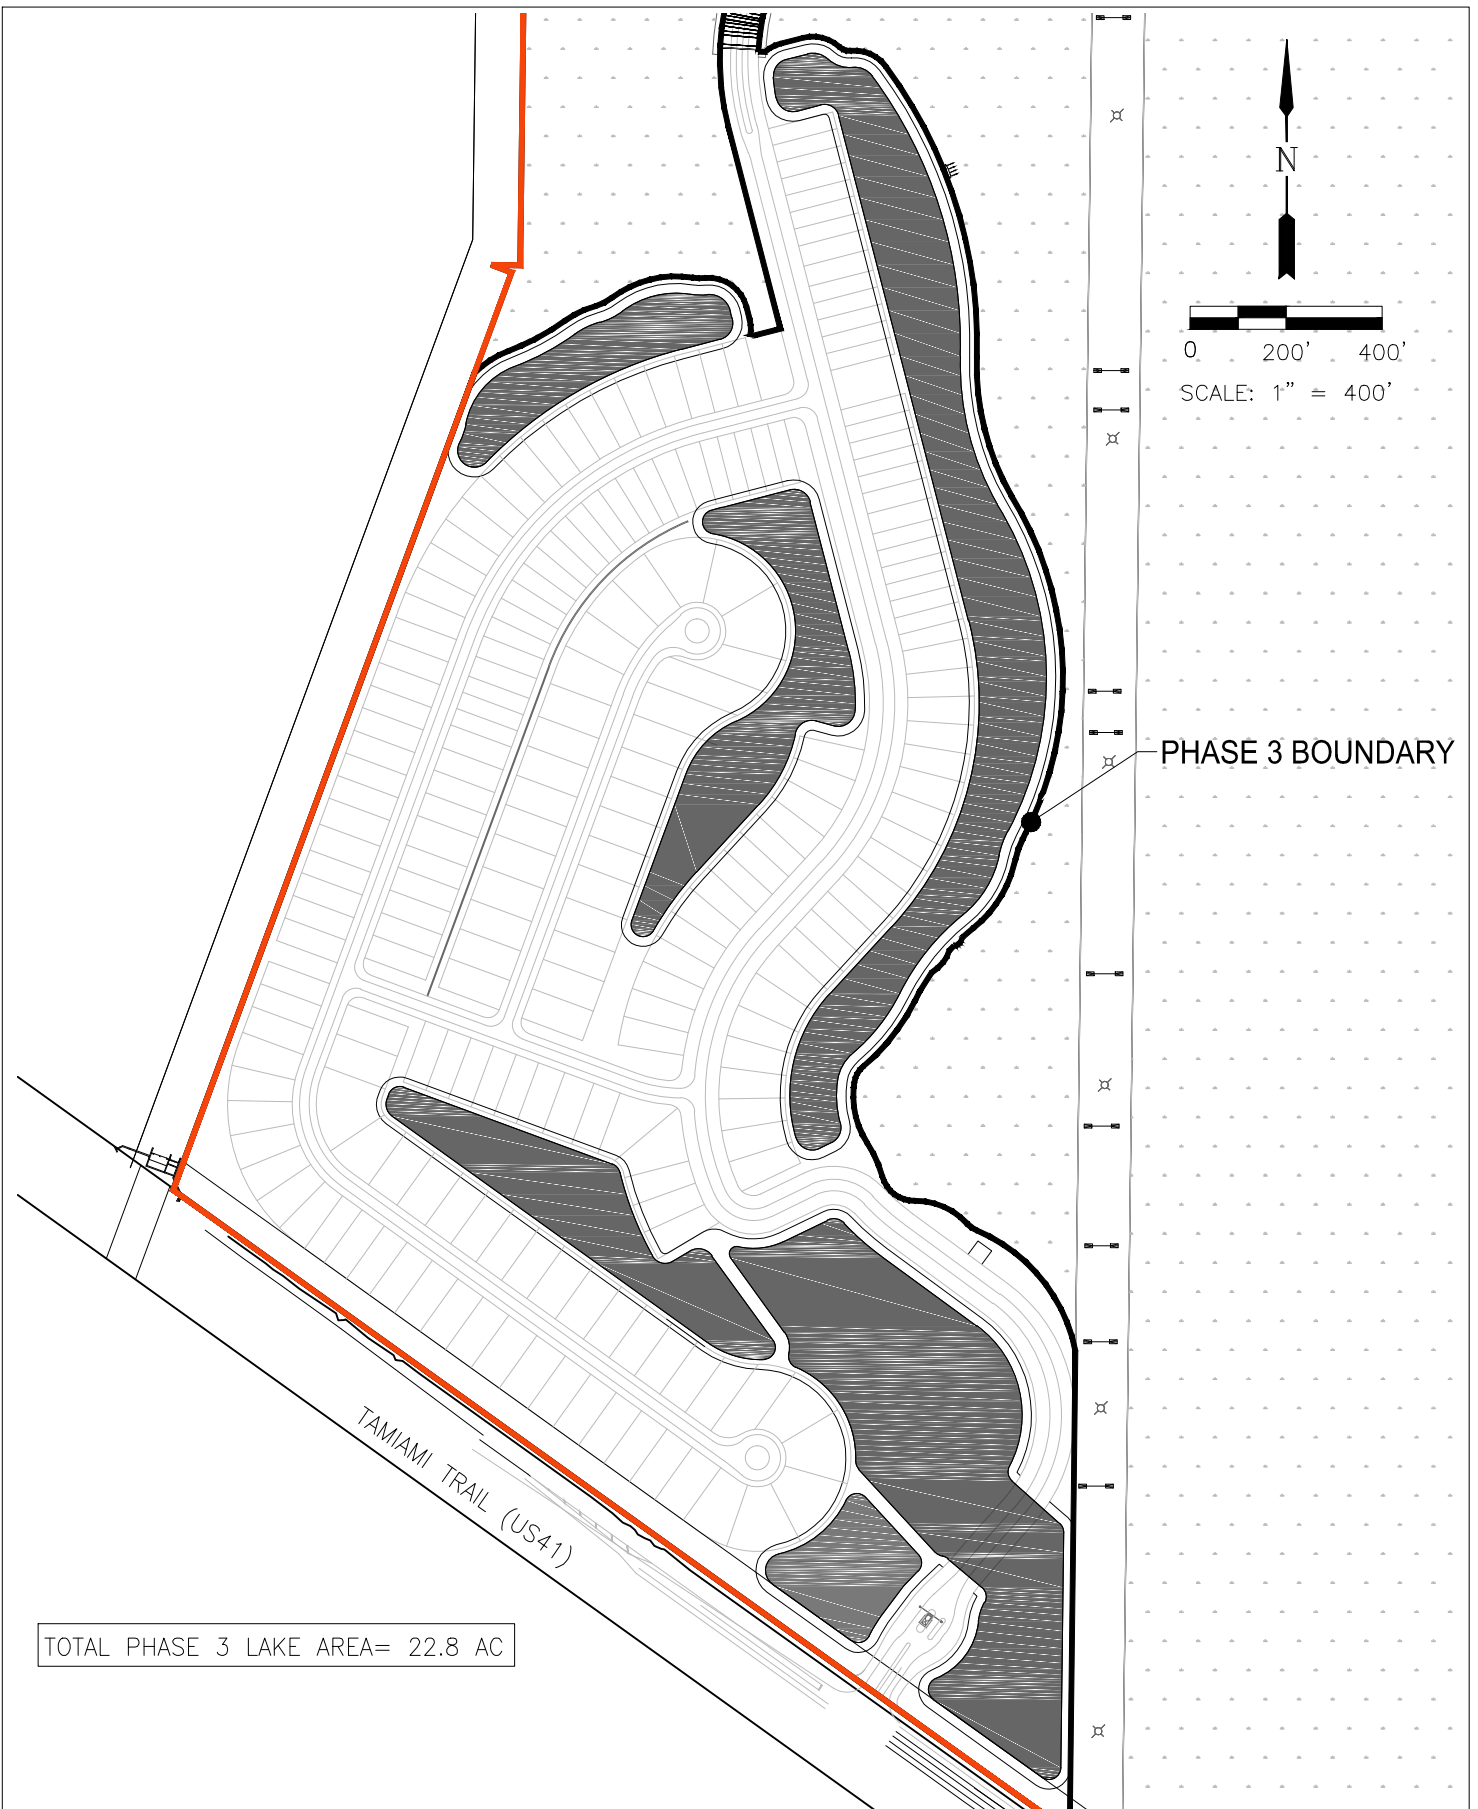 N
0 200' 400'
SCALE: 1" = 400'
PHASE 3 BOUNDARY
TAMIAMI TRAIL (US41)
TOTAL PHASE 3 LAKE AREA= 22.8 AC